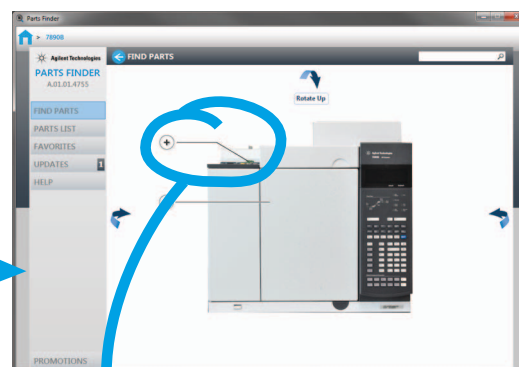 Parts Finder
> 7890B
Agilent Technologies
FIND PARTS
PARTS FINDER
A.01.01.4755
Rotate Up
FIND PARTS
PARTS LIST
FAVORITES
UPDATES 1
HELP
PROMOTIONS